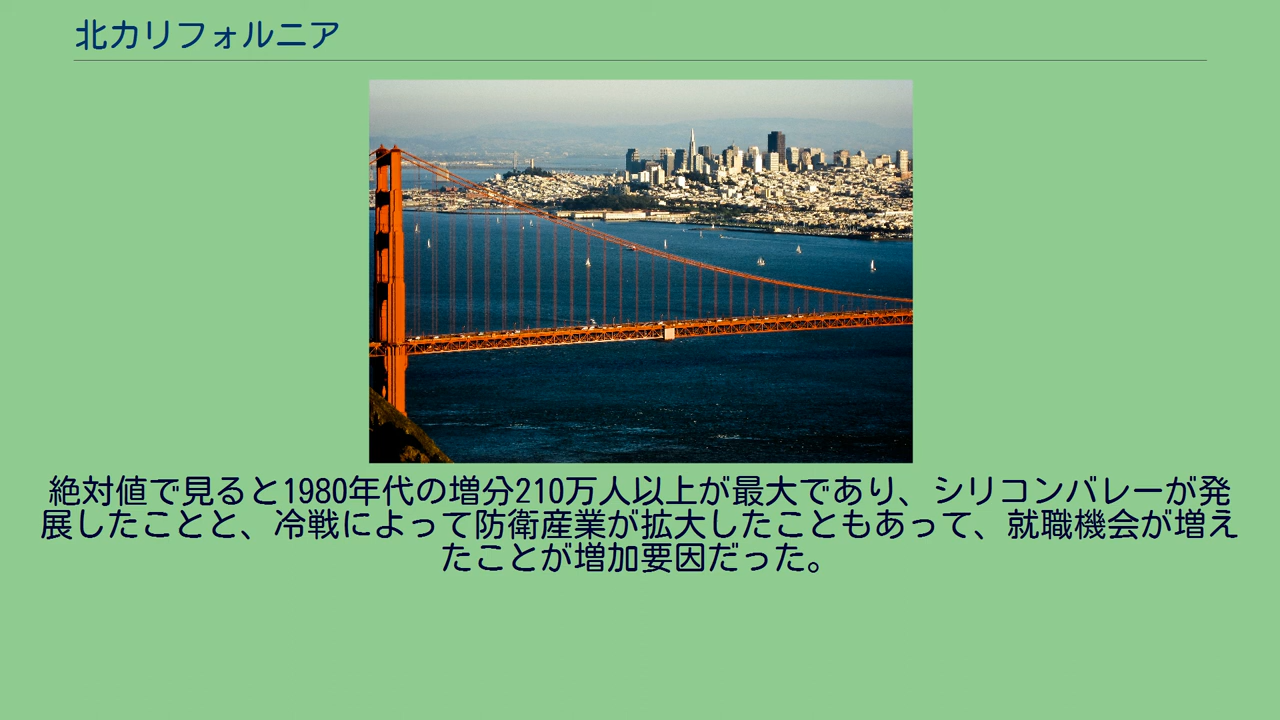 北カリフォルニア
絶対値で見ると1980年代の増分210万人以上が最大であり、シリコンバレーが発
展したことと、冷戦によって防衛産業が拡大したこともあって、就職機会が増え
たことが増加要因だった。